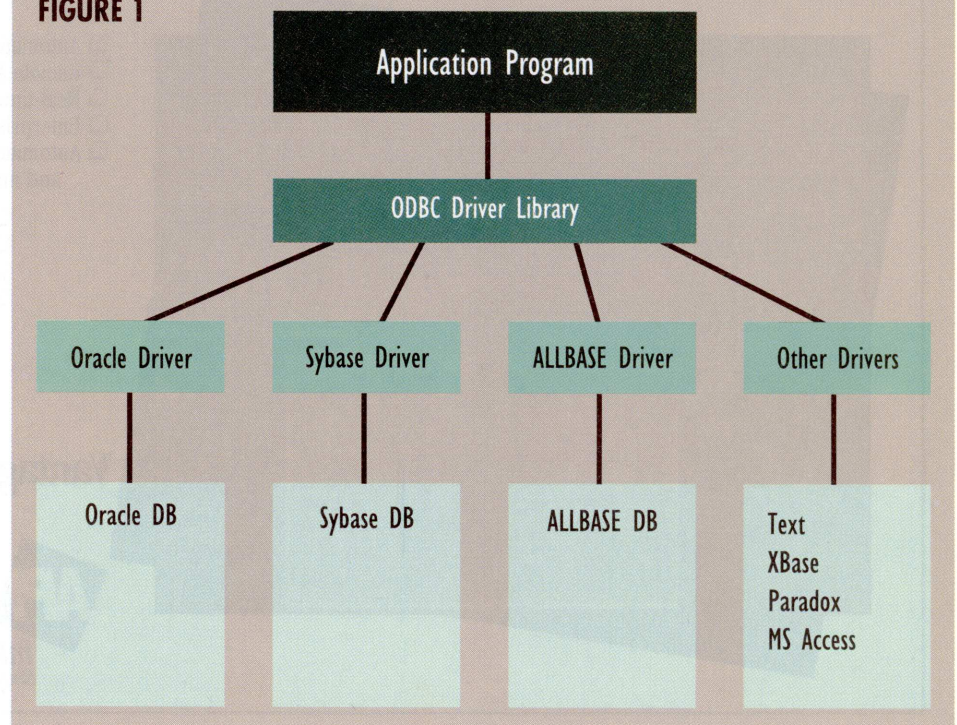 FIGURE 1
Application Program
ODBC Driver Library
Oracle Driver
Sybase Driver
ALLBASE Driver
Other Drivers
Oracle DB
Sybase DB
ALLBASE DB
Text
XBase
Paradox
MS Access